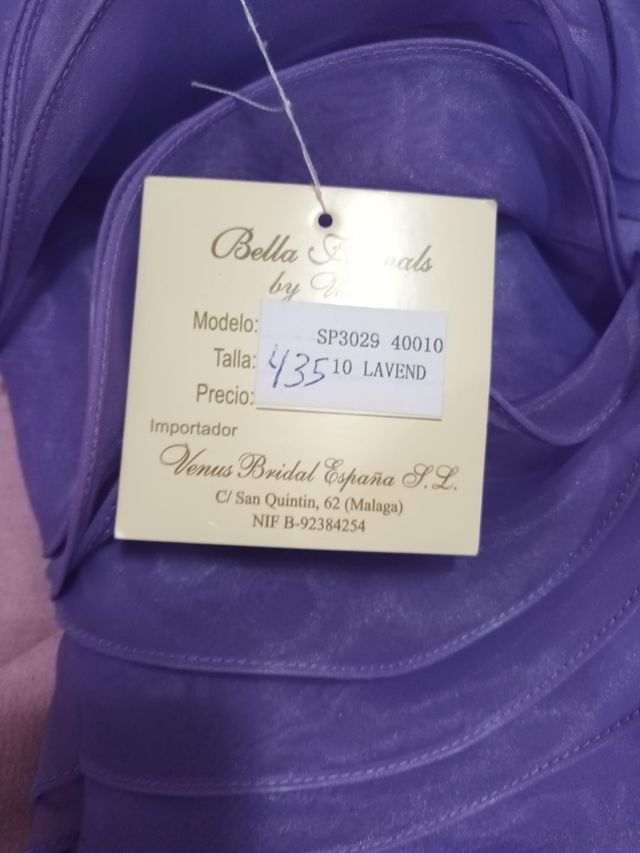 Bella
by
Modelo: SP3029 40010
Talla: 435 10 LAVEND
Precio:
Importador
Venus Bridal España S.L.
C/ San Quintin, 62 (Malaga)
NIF B-92384254